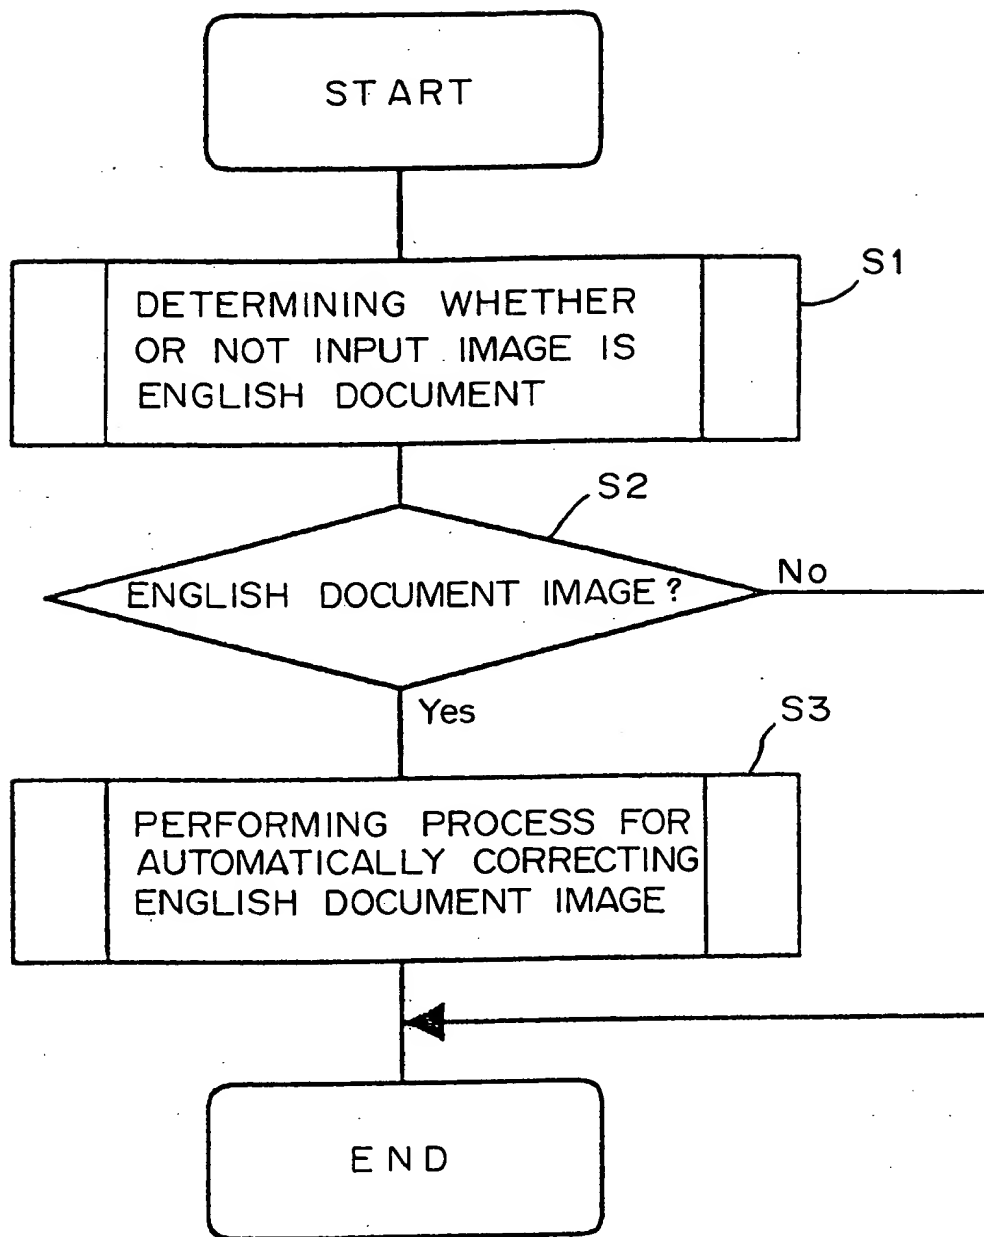 START
S1
DETERMINING WHETHER
OR NOT INPUT IMAGE IS
ENGLISH DOCUMENT
S2
ENGLISH DOCUMENT IMAGE?
No
Yes
S3
PERFORMING PROCESS FOR
AUTOMATICALLY CORRECTING
ENGLISH DOCUMENT IMAGE
END